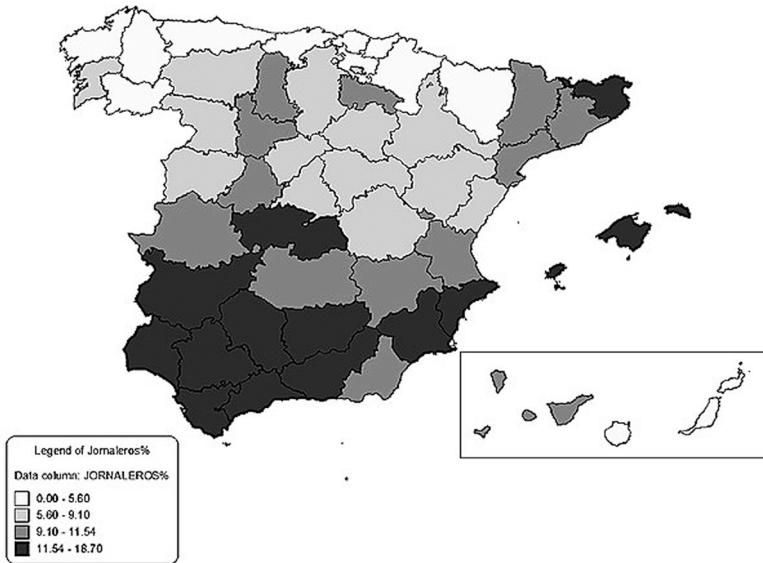 Legend of Jornaleros%
Data column: JORNALEROS%
0.00 - 5.60
5.60 - 9.10
9.10 - 11.54
11.54 - 18.70